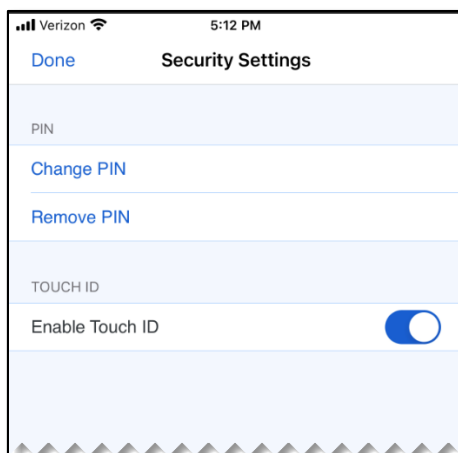 Verizon 5:12 PM
Done Security Settings
PIN
Change PIN
Remove PIN
TOUCH ID
Enable Touch ID